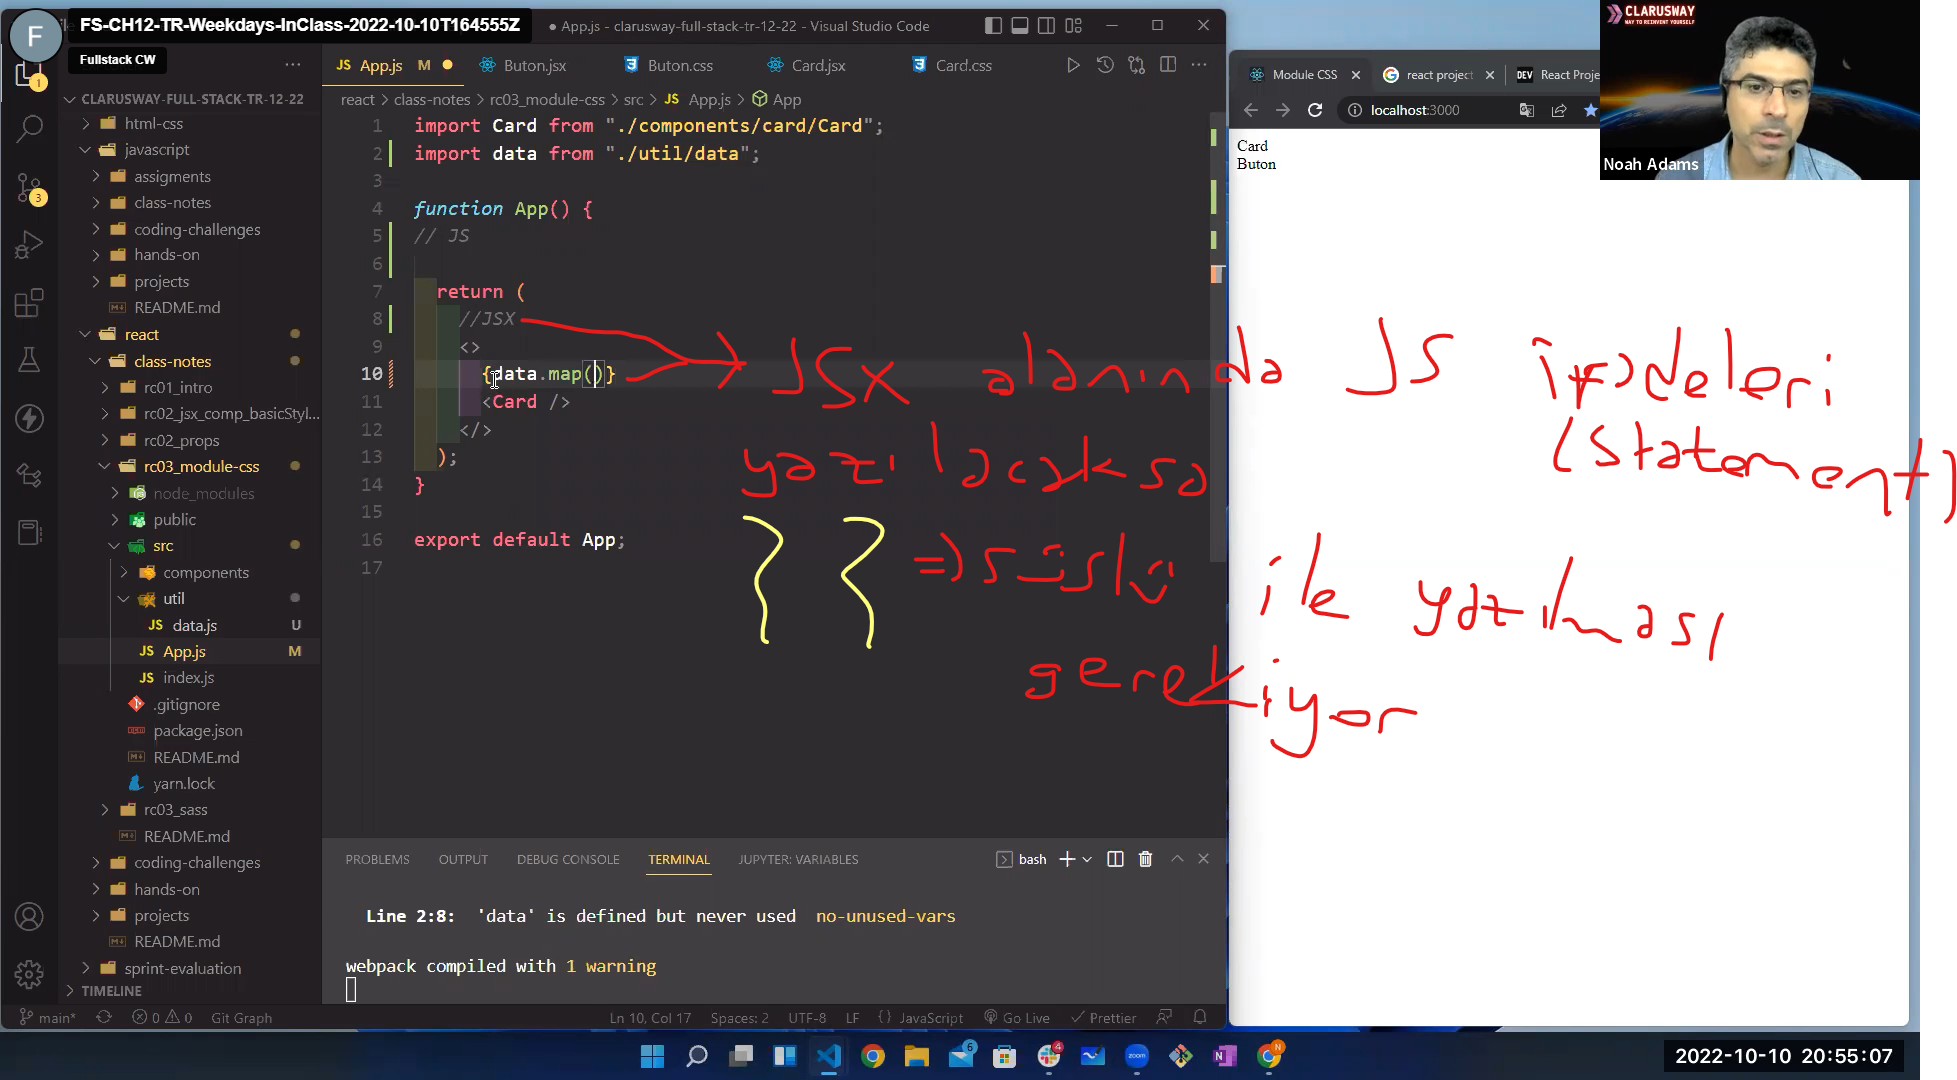 FS-CH12-TR-Weekdays-InClass-2022-10-10T164555Z
F
Fullstack CW
App.js - clarusway-full-stack-tr-12-22 - Visual Studio Code
CLARUSWAY
WAY TO REINVENT YOURSELF
Noah Adams
CLARUSWAY-FULL-STACK-TR-12-22
html-css
javascript
assigments
class-notes
coding-challenges
hands-on
projects
README.md
react
class-notes
rc01_intro
rc02_jsx_comp_basicStyl...
rc02_props
rc03_module-css
node_modules
public
src
components
util
data.js U
App.js M
index.js
.gitignore
package.json
README.md
yarn.lock
rc03_sass
README.md
coding-challenges
hands-on
projects
README.md
sprint-evaluation
TIMELINE
JS App.js M Buton.jsx Buton.css Card.jsx Card.css
react > class-notes > rc03_module-css > src > JS App.js > App
1 import Card from "./components/card/Card";
2 import data from "./util/data";
3
4 function App() {
5 // JS
6
7 return (
8 //JSX
9 <>
10 {data.map()}
11 <Card />
12 </>
13 );
14 }
15
16 export default App;
17
JSX alanında JS ifadeleri
(statement)
yazılacaksa
{ } => süslü ile yazılması
gerekiyor
PROBLEMS OUTPUT DEBUG CONSOLE TERMINAL JUPYTER: VARIABLES bash
Line 2:8: 'data' is defined but never used no-unused-vars
webpack compiled with 1 warning
main* 0 0 Git Graph Ln 10, Col 17 Spaces: 2 UTF-8 LF {} JavaScript Go Live Prettier
Module CSS react project DEV React Proje
localhost:3000
Card
Buton
2022-10-10 20:55:07